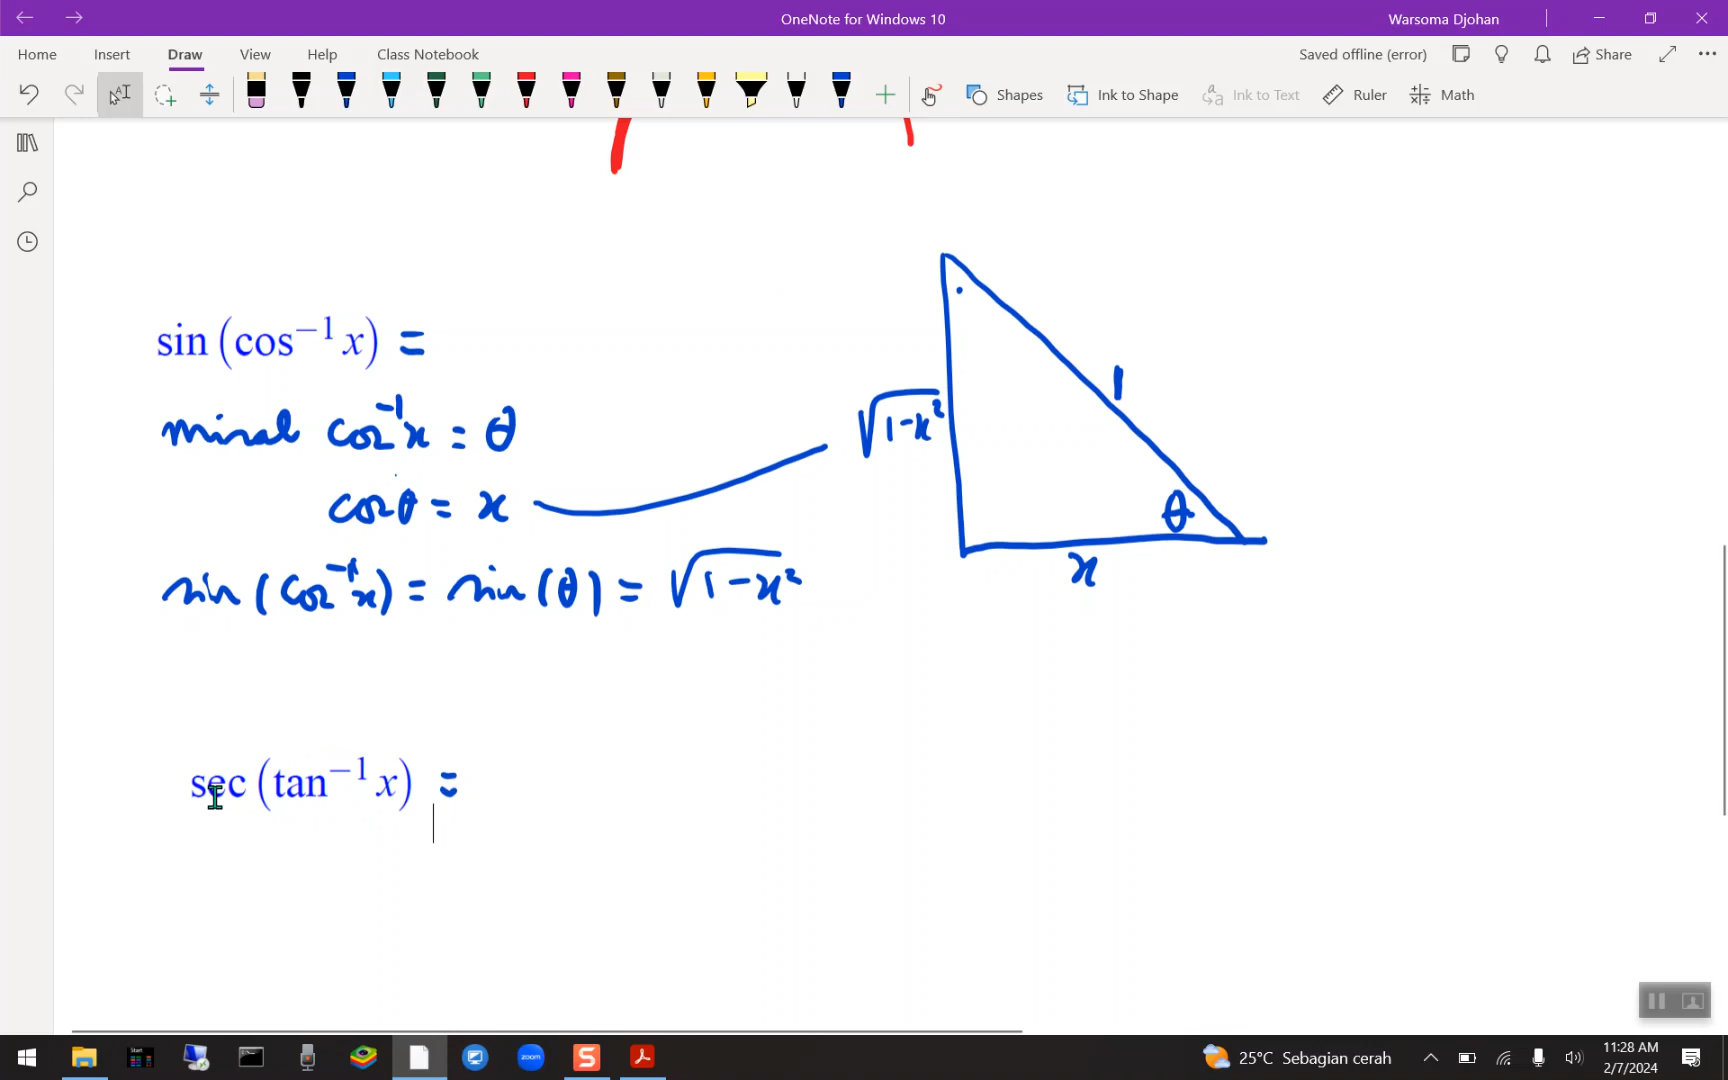 OneNote for Windows 10
Warsoma Djohan
Home Insert Draw View Help Class Notebook
Saved offline (error) Share
Shapes Ink to Shape Ink to Text Ruler Math
sin (cos⁻¹ x) =
misal cos⁻¹x = θ
cos θ = x
sin (cos⁻¹x) = sin (θ) = √1-x²
√1-x²
1
θ
x
sec (tan⁻¹ x) =
Start
zoom
S
25°C Sebagian cerah
11:28 AM
2/7/2024